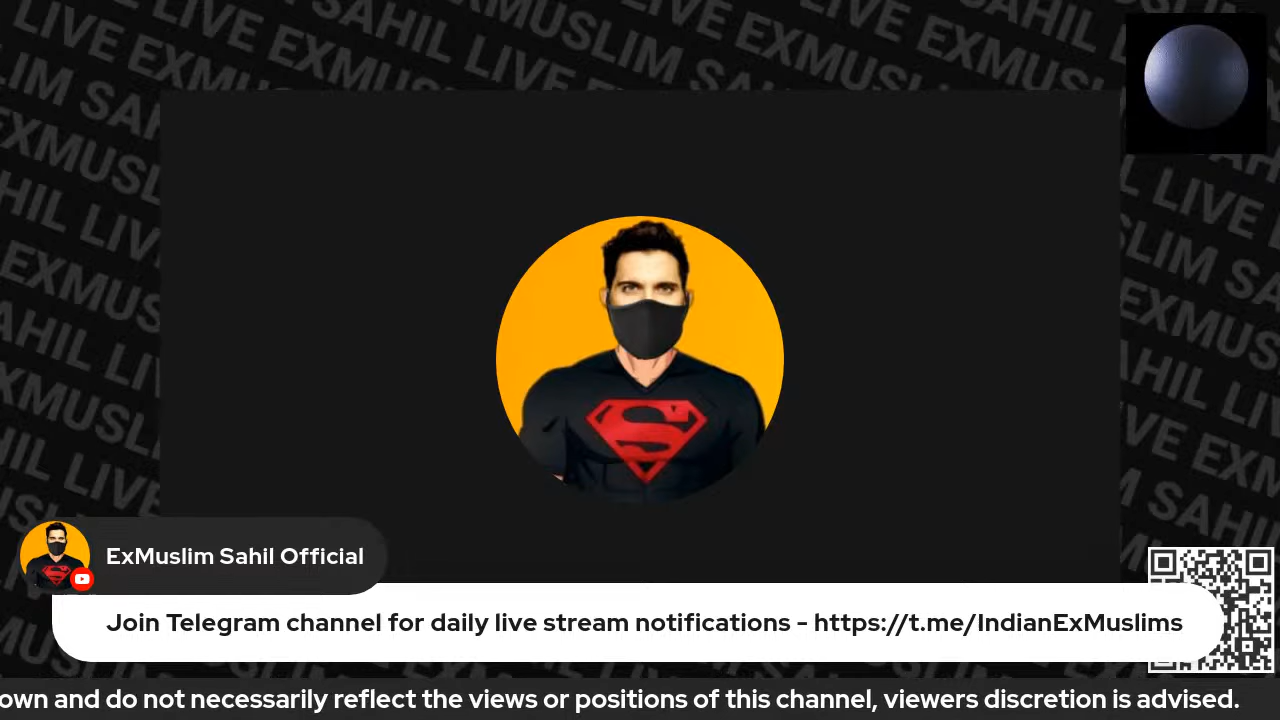 ExMuslim Sahil Official
Join Telegram channel for daily live stream notifications - https://t.me/IndianExMuslims
own and do not necessarily reflect the views or positions of this channel, viewers discretion is advised.